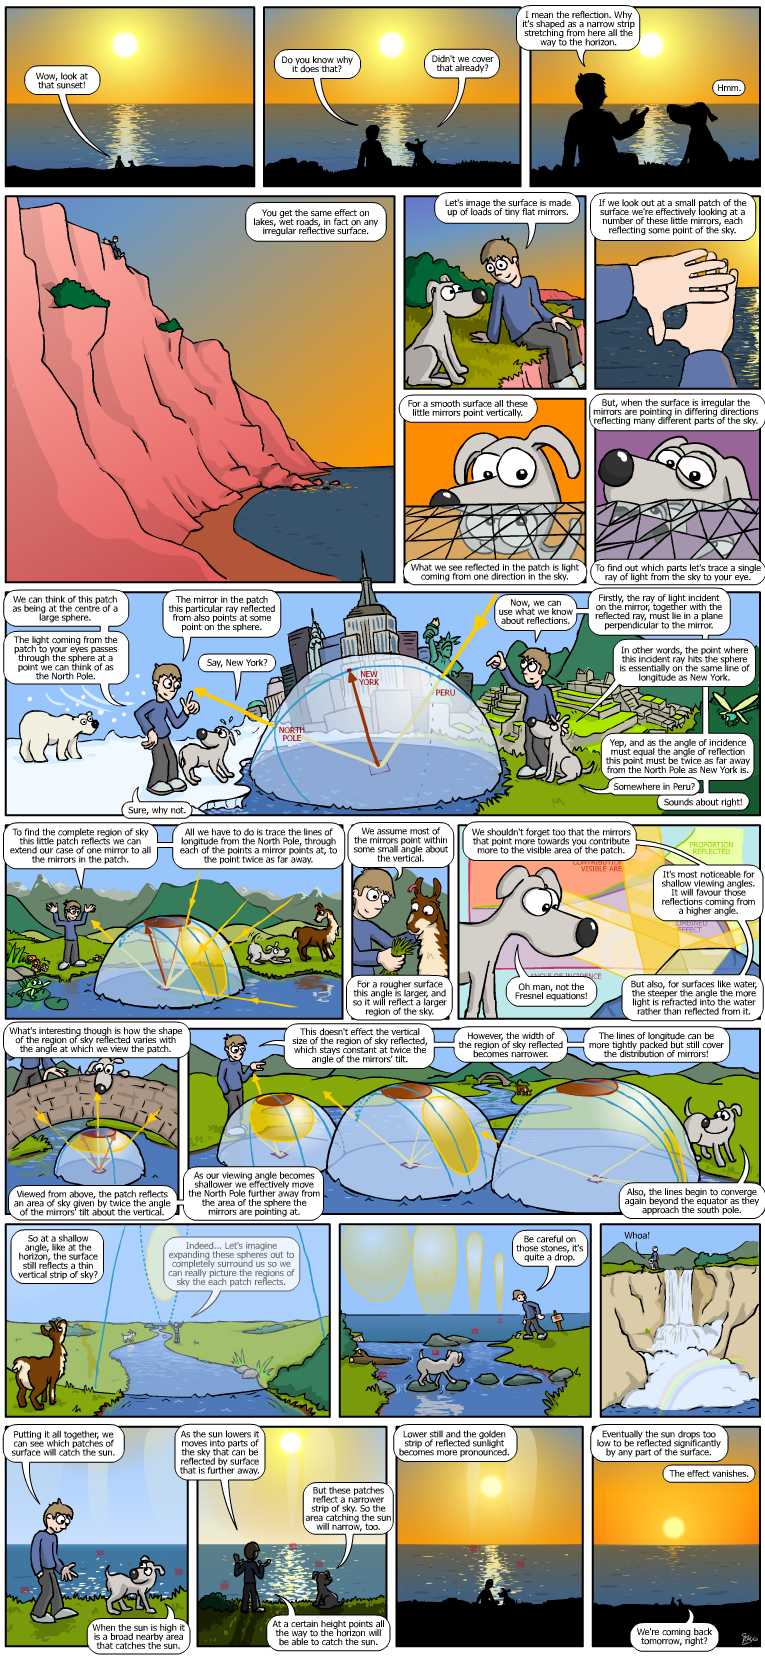 Wow, look at
that sunset!
Do you know why
it does that?
Didn't we cover
that already?
I mean the reflection. Why
it's shaped as a narrow strip
stretching from here all the
way to the horizon.
Hmm.
You get the same effect on
lakes, wet roads, in fact on any
irregular reflective surface.
Let's image the surface is made
up of loads of tiny flat mirrors.
If we look out at a small patch of the
surface we're effectively looking at a
number of these little mirrors, each
reflecting some point of the sky.
For a smooth surface all these
little mirrors point vertically.
What we see reflected in the patch is light
coming from one direction in the sky.
But, when the surface is irregular the
mirrors are pointing in differing directions
reflecting many different parts of the sky.
To find out which parts let's trace a single
ray of light from the sky to your eye.
We can think of this patch
as being at the centre of a
large sphere.
The light coming from the
patch to your eyes passes
through the sphere at a
point we can think of as
the North Pole.
The mirror in the patch
this particular ray reflected
from also points at some
point on the sphere.
Say, New York?
Sure, why not.
NORTH
POLE
NEW
YORK
PERU
Now, we can
use what we know
about reflections.
Firstly, the ray of light incident
on the mirror, together with the
reflected ray, must lie in a plane
perpendicular to the mirror.
In other words, the point where
this incident ray hits the sphere
is essentially on the same line of
longitude as New York.
Yep, and as the angle of incidence
must equal the angle of reflection
this point must be twice as far away
from the North Pole as New York is.
Somewhere in Peru?
Sounds about right!
To find the complete region of sky
this little patch reflects we can
extend our case of one mirror to all
the mirrors in the patch.
All we have to do is trace the lines of
longitude from the North Pole, through
each of the points a mirror points at, to
the point twice as far away.
We assume most of
the mirrors point within
some small angle about
the vertical.
For a rougher surface
this angle is larger, and
so it will reflect a larger
region of the sky.
We shouldn't forget too that the mirrors
that point more towards you contribute
more to the visible area of the patch.
VISIBLE AREA
PROPORTION
REFLECTED
It's most noticeable for
shallow viewing angles.
It will favour those
reflections coming from
a higher angle.
EFFECT
ANGLE OF INCIDENCE
Oh man, not the
Fresnel equations!
But also, for surfaces like water,
the steeper the angle the more
light is refracted into the water
rather than reflected from it.
What's interesting though is how the shape
of the region of sky reflected varies with
the angle at which we view the patch.
Viewed from above, the patch reflects
an area of sky given by twice the angle
of the mirrors' tilt about the vertical.
This doesn't effect the vertical
size of the region of sky reflected,
which stays constant at twice the
angle of the mirrors' tilt.
However, the width of
the region of sky reflected
becomes narrower.
The lines of longitude can be
more tightly packed but still cover
the distribution of mirrors!
As our viewing angle becomes
shallower we effectively move
the North Pole further away from
the area of the sphere the
mirrors are pointing at.
Also, the lines begin to converge
again beyond the equator as they
approach the south pole.
So at a shallow
angle, like at the
horizon, the surface
still reflects a thin
vertical strip of sky?
Indeed... Let's imagine
expanding these spheres out to
completely surround us so we
can really picture the regions of
sky the each patch reflects.
Be careful on
those stones, it's
quite a drop.
Whoa!
Putting it all together, we
can see which patches of
surface will catch the sun.
When the sun is high it
is a broad nearby area
that catches the sun.
As the sun lowers it
moves into parts of
the sky that can be
reflected by surface
that is further away.
But these patches
reflect a narrower
strip of sky. So the
area catching the sun
will narrow, too.
At a certain height points all
the way to the horizon will
be able to catch the sun.
Lower still and the golden
strip of reflected sunlight
becomes more pronounced.
Eventually the sun drops too
low to be reflected significantly
by any part of the surface.
The effect vanishes.
We're coming back
tomorrow, right?